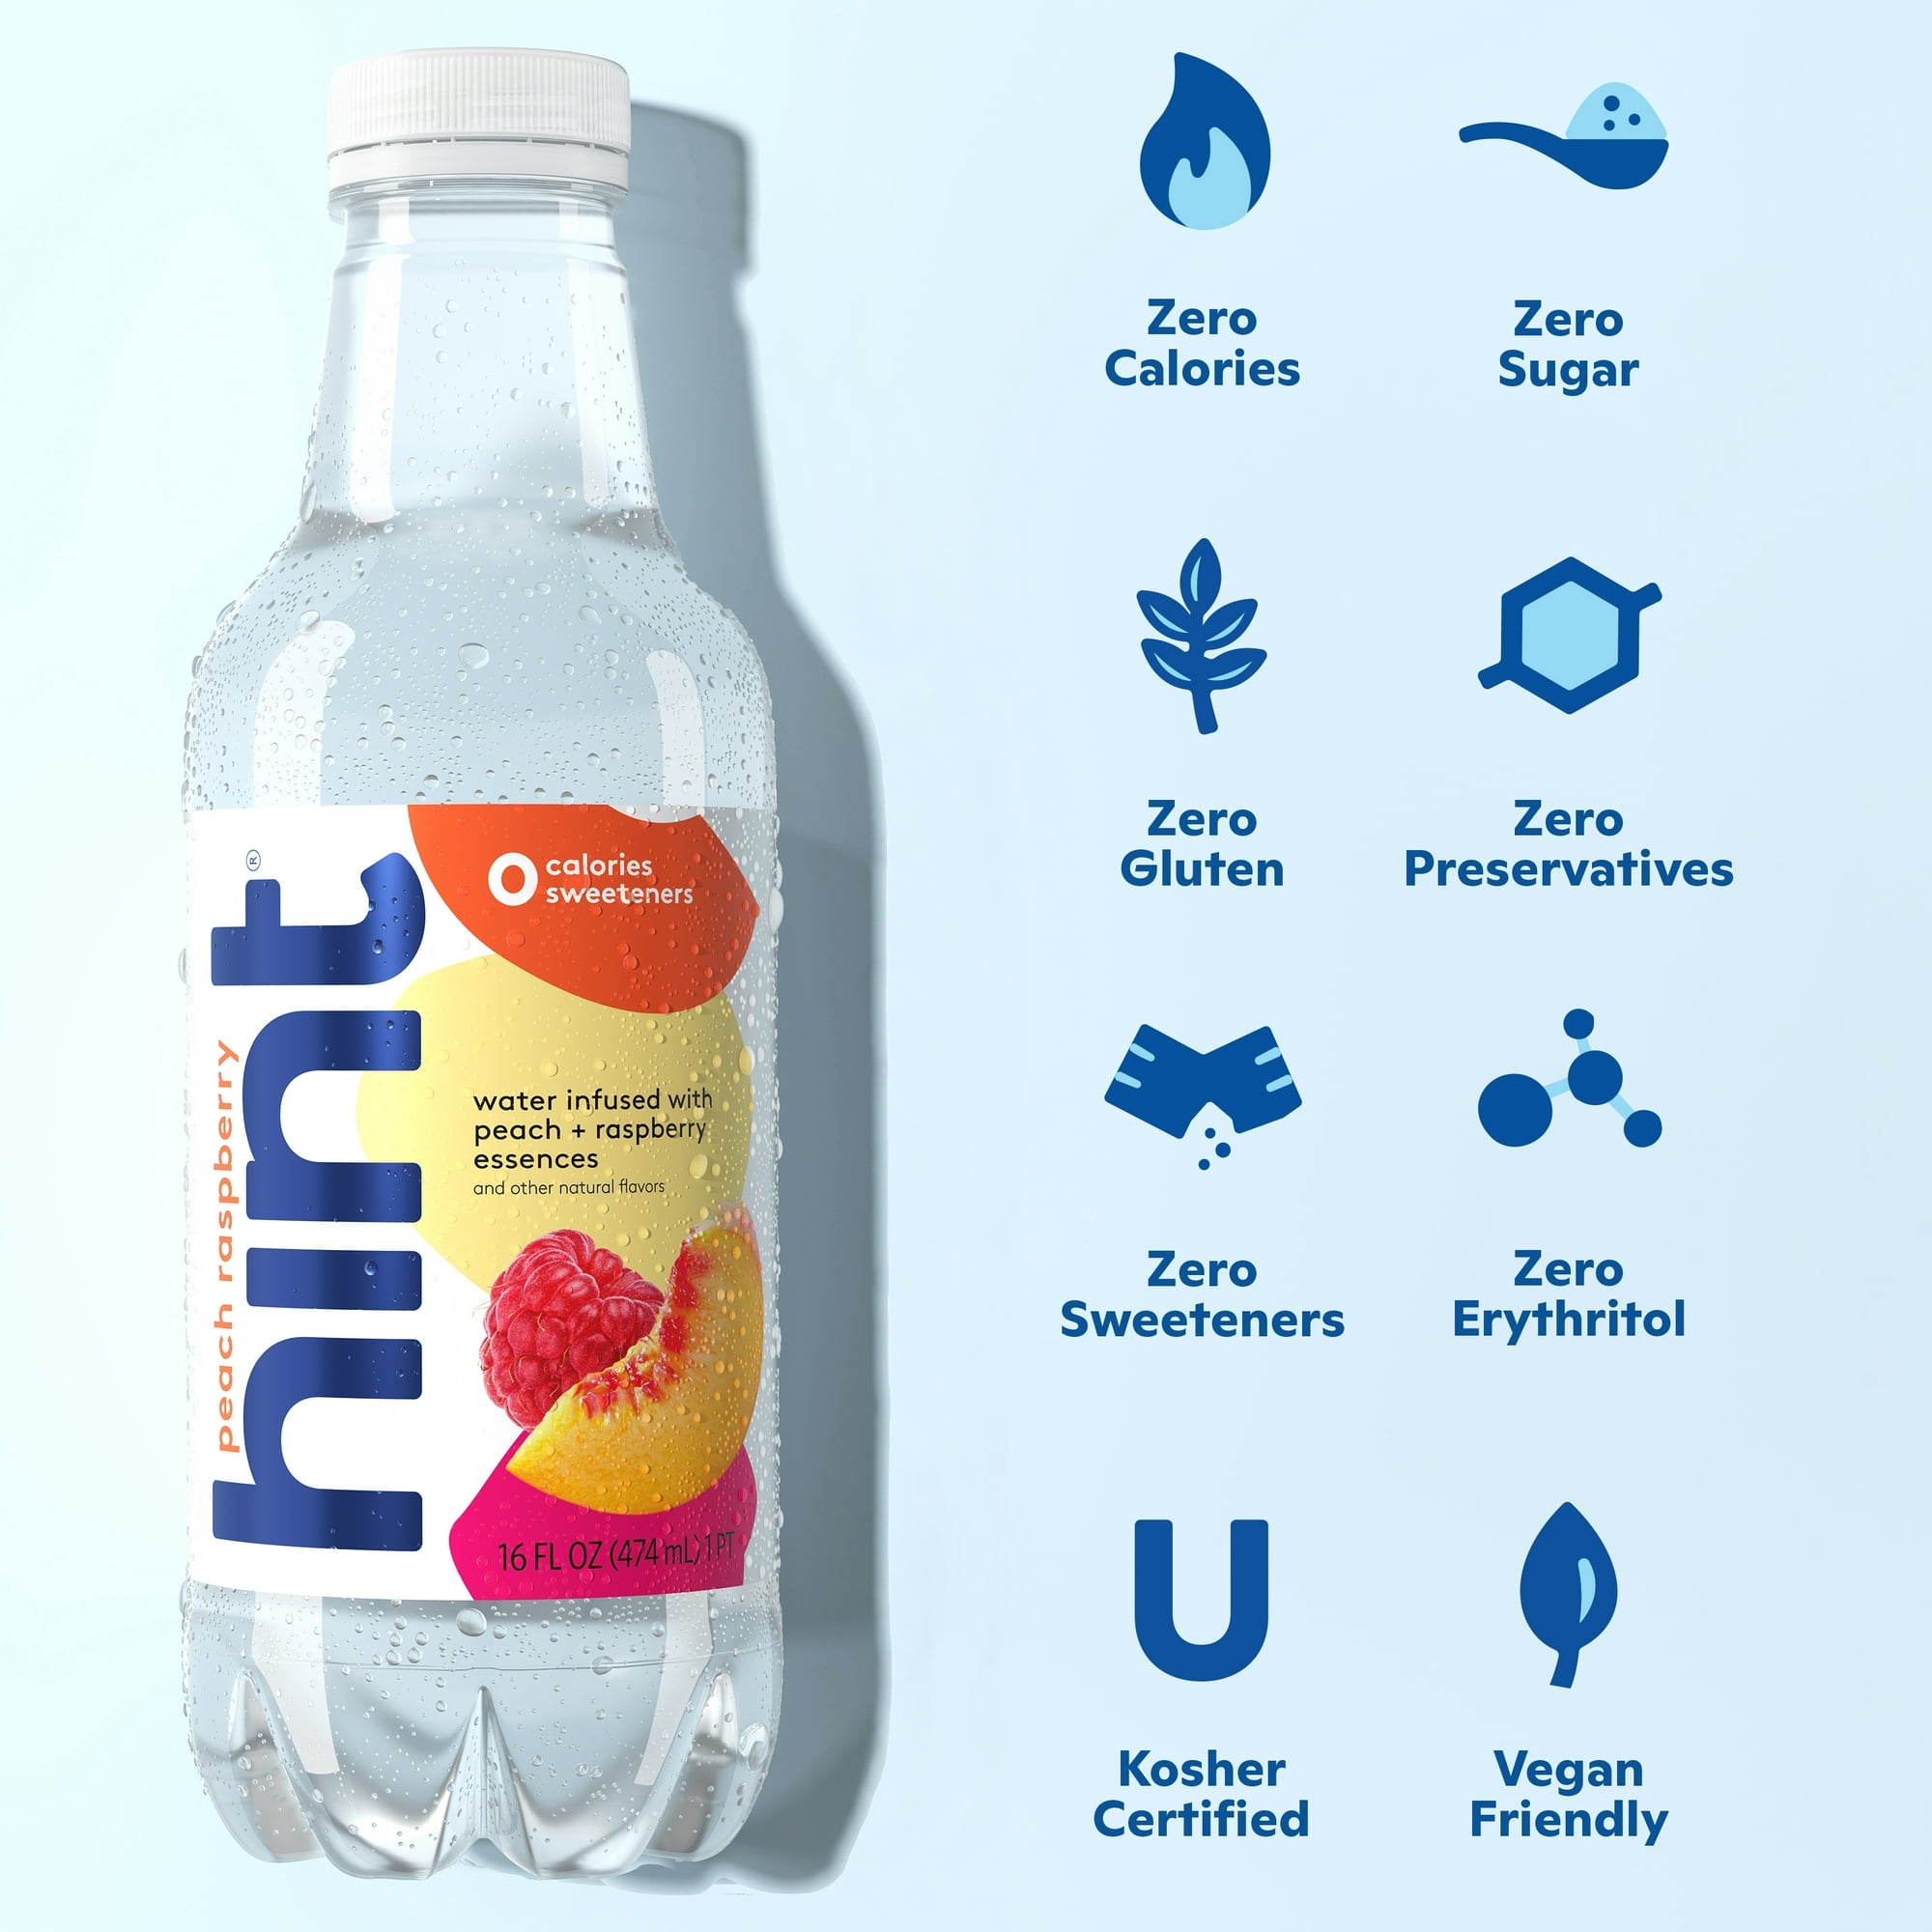 hint®
peach raspberry
0 calories
sweeteners
water infused with
peach + raspberry
essences
and other natural flavors
16 FL OZ (474 mL) 1 PT
Zero
Calories
Zero
Sugar
Zero
Gluten
Zero
Preservatives
Zero
Sweeteners
Zero
Erythritol
U
Kosher
Certified
Vegan
Friendly